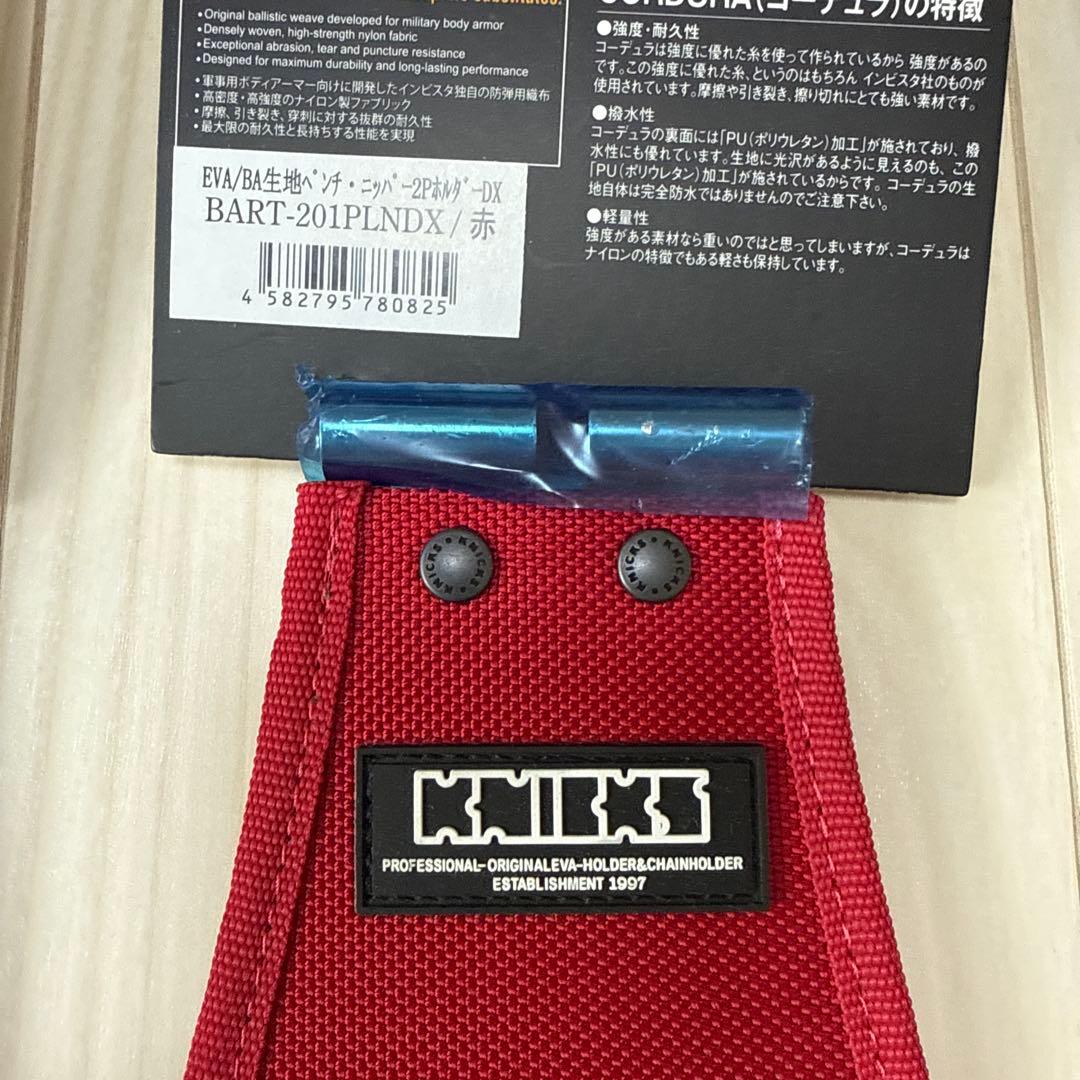 substitutes.
•Original ballistic weave developed for military body armor
•Densely woven, high-strength nylon fabric
•Exceptional abrasion, tear and puncture resistance
•Designed for maximum durability and long-lasting performance
•軍事用ボディアーマー向けに開発したインビスタ独自の防弾用織布
•高密度・高強度のナイロン製ファブリック
•摩擦、引き裂き、穿刺に対する抜群の耐久性
•最大限の耐久性と長持ちする性能を実現
EVA/BA生地ﾍﾟﾝﾁ・ﾆｯﾊﾟｰ2PﾎﾙﾀﾞｰDX
BART-201PLNDX/赤
4 582795 780825
CORDURA(コーデュラ)の特徴
●強度・耐久性
コーデュラは強度に優れた糸を使って作られているから 強度があるの
です。この強度に優れた糸、というのはもちろん インビスタ社のものが
使用されています。摩擦や引き裂き、擦り切れにとても強い素材です。
●撥水性
コーデュラの裏面には「PU(ポリウレタン)加工」が施されており、撥
水性にも優れています。生地に光沢があるように見えるのも、この
「PU(ポリウレタン)加工」が施されているからです。コーデュラの生
地自体は完全防水ではありませんのでご注意下さい。
●軽量性
強度がある素材なら重いのではと思ってしまいますが、コーデュラは
ナイロンの特徴でもある軽さも保持しています。
KNICKS • KNICKS •
KNICKS • KNICKS •
KNICKS
PROFESSIONAL-ORIGINALEVA-HOLDER&CHAINHOLDER
ESTABLISHMENT 1997